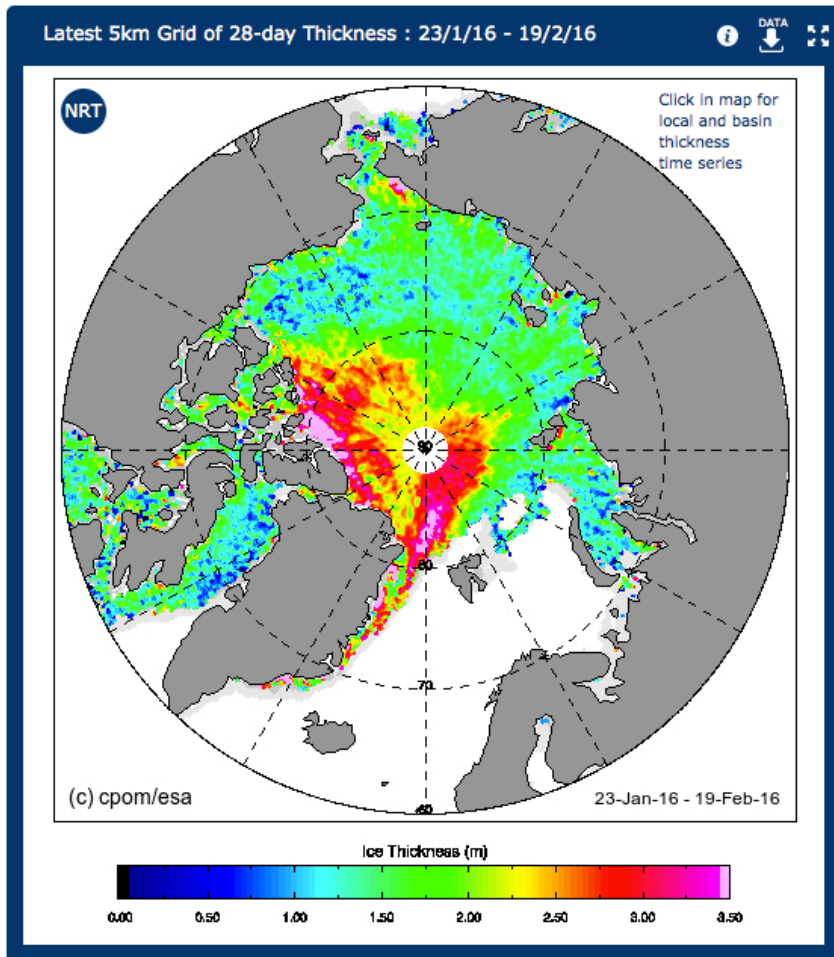 Latest 5km Grid of 28-day Thickness : 23/1/16 - 19/2/16
DATA
i
NRT
Click in map for
local and basin
thickness
time series
90
80
70
60
(c) cpom/esa
23-Jan-16 - 19-Feb-16
Ice Thickness (m)
0.00 0.50 1.00 1.50 2.00 2.50 3.00 3.50